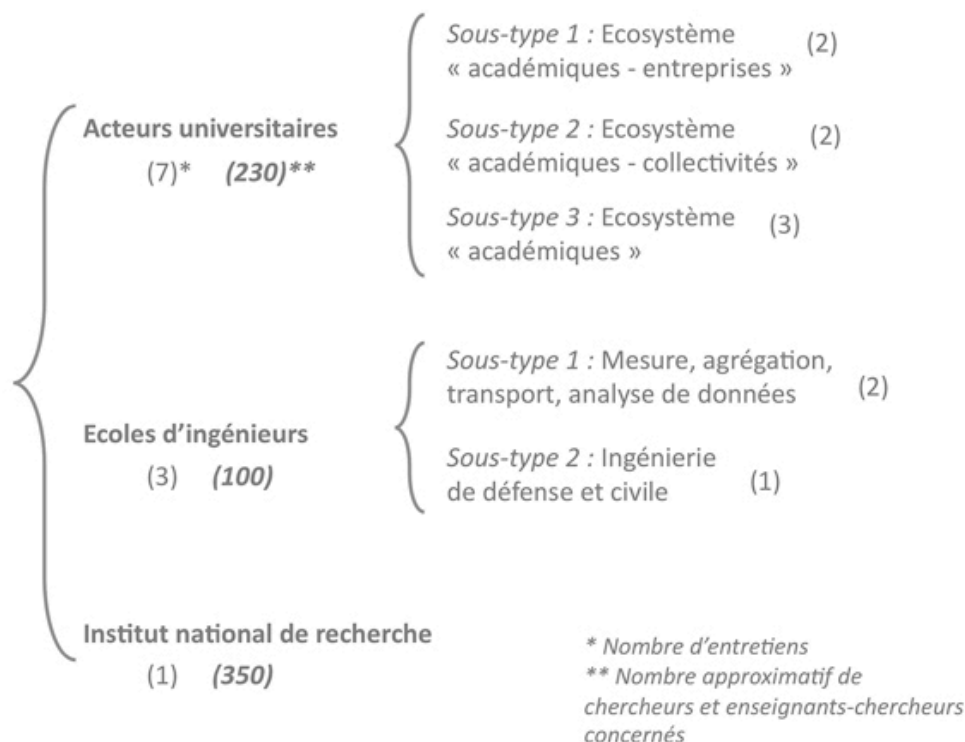 Acteurs universitaires
(7)* (230)**
Sous-type 1 : Ecosystème
« académiques - entreprises »
(2)
Sous-type 2 : Ecosystème
« académiques - collectivités »
(2)
Sous-type 3 : Ecosystème
« académiques »
(3)
Ecoles d'ingénieurs
(3) (100)
Sous-type 1 : Mesure, agrégation,
transport, analyse de données
(2)
Sous-type 2 : Ingénierie
de défense et civile
(1)
Institut national de recherche
(1) (350)
* Nombre d'entretiens
** Nombre approximatif de
chercheurs et enseignants-chercheurs
concernés